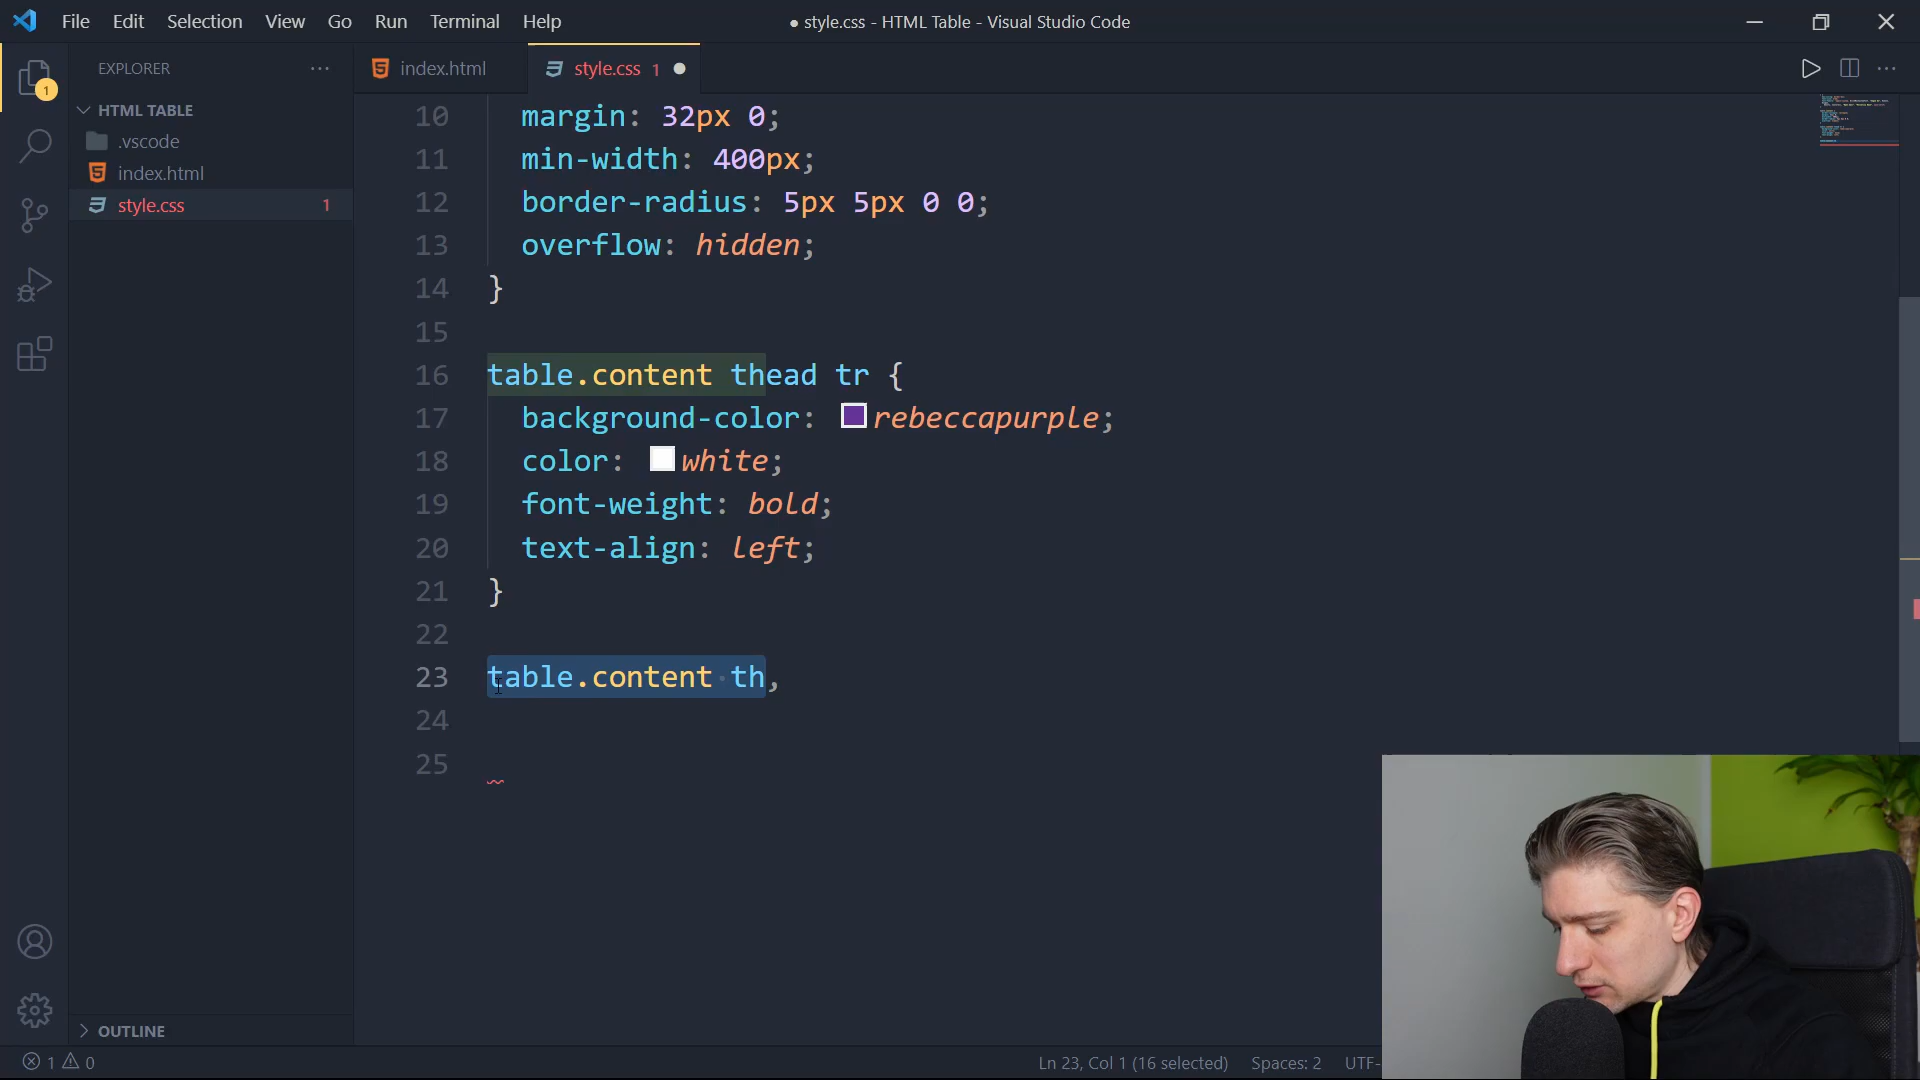 File Edit Selection View Go Run Terminal Help
● style.css - HTML Table - Visual Studio Code
EXPLORER
index.html
style.css 1
1
HTML TABLE
.vscode
index.html
style.css 1
10 margin: 32px 0;
11 min-width: 400px;
12 border-radius: 5px 5px 0 0;
13 overflow: hidden;
14 }
15
16 table.content thead tr {
17 background-color: rebeccapurple;
18 color: white;
19 font-weight: bold;
20 text-align: left;
21 }
22
23 table.content th,
24
25
OUTLINE
1 0
Ln 23, Col 1 (16 selected) Spaces: 2 UTF-